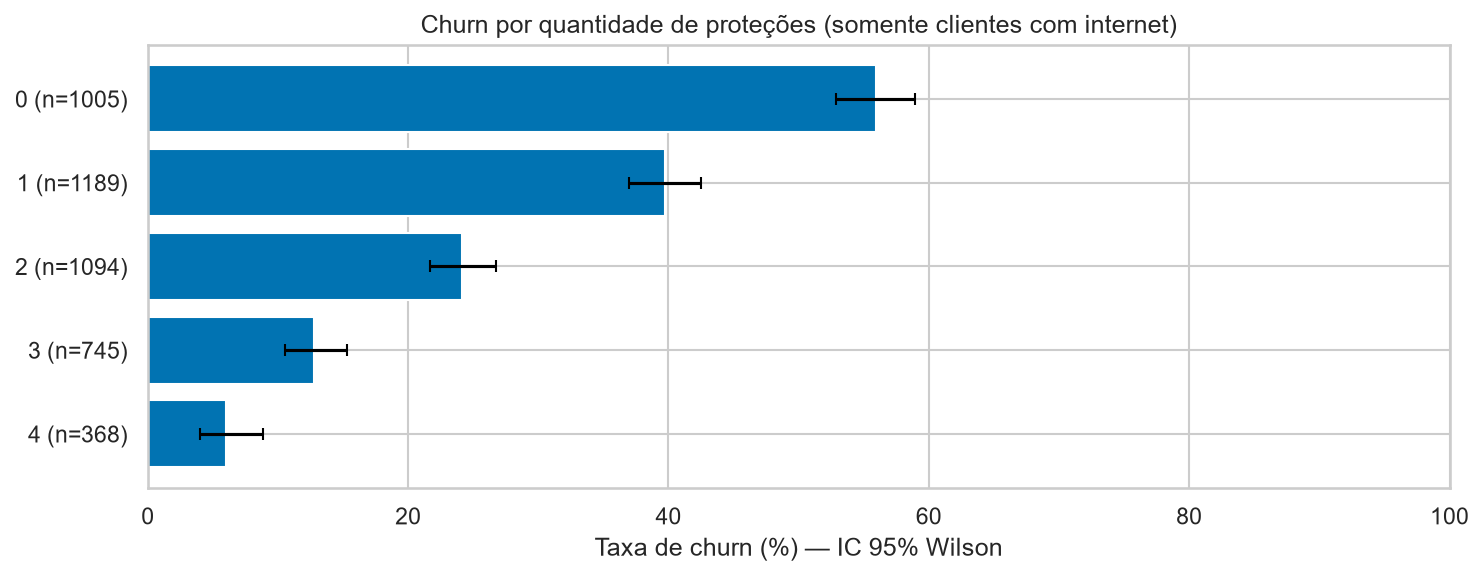 Churn por quantidade de proteções (somente clientes com internet)
0 (n=1005)
1 (n=1189)
2 (n=1094)
3 (n=745)
4 (n=368)
0 20 40 60 80 100
Taxa de churn (%) — IC 95% Wilson